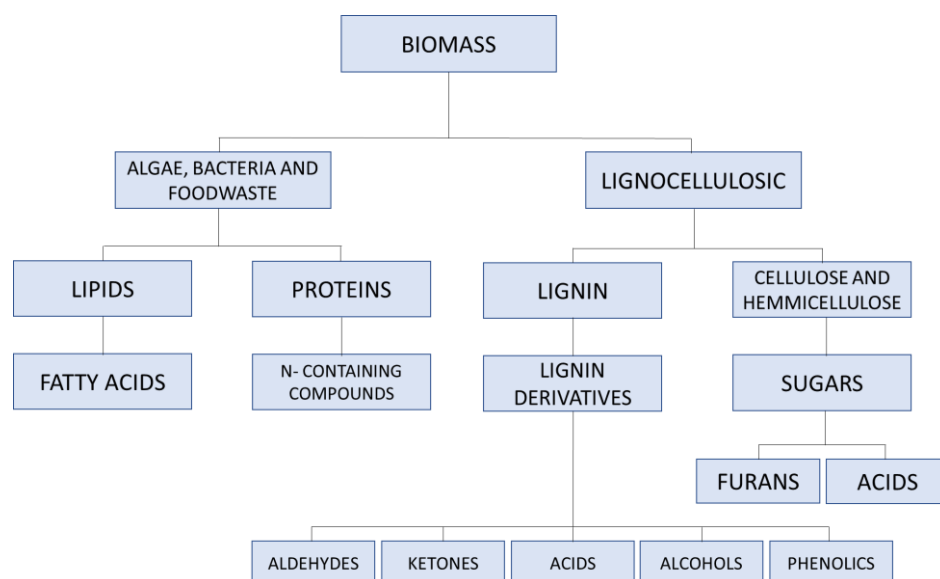 BIOMASS
ALGAE, BACTERIA AND
FOODWASTE
LIGNOCELLULOSIC
LIPIDS
PROTEINS
LIGNIN
CELLULOSE AND
HEMMICELLULOSE
FATTY ACIDS
N- CONTAINING
COMPOUNDS
LIGNIN
DERIVATIVES
SUGARS
FURANS
ACIDS
ALDEHYDES
KETONES
ACIDS
ALCOHOLS
PHENOLICS